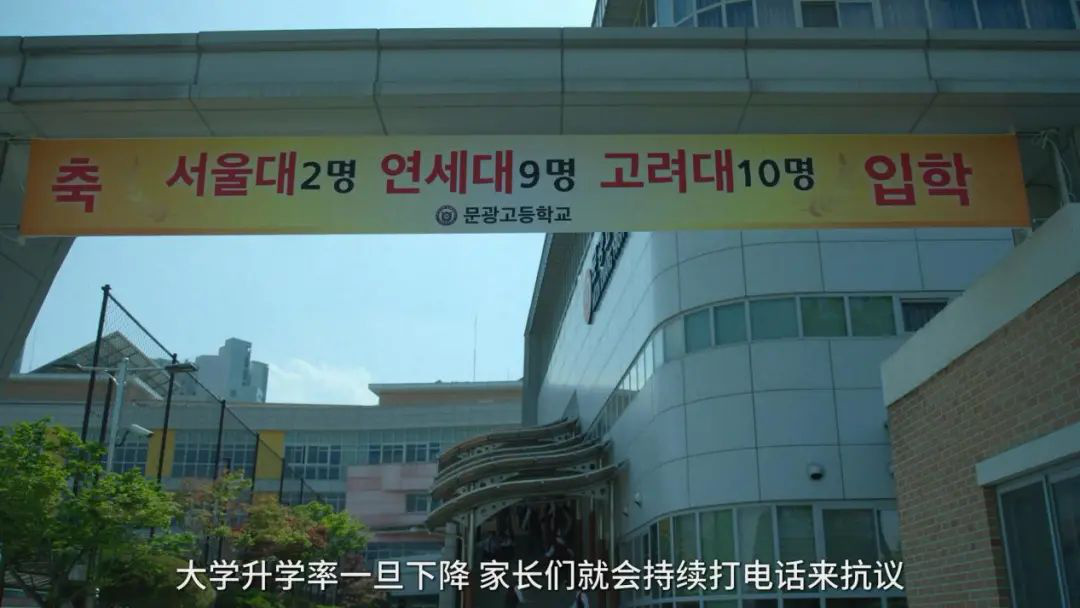 축 서울대2명 연세대9명 고려대10명 입학
문광고등학교
大学升学率一旦下降 家长们就会持续打电话来抗议